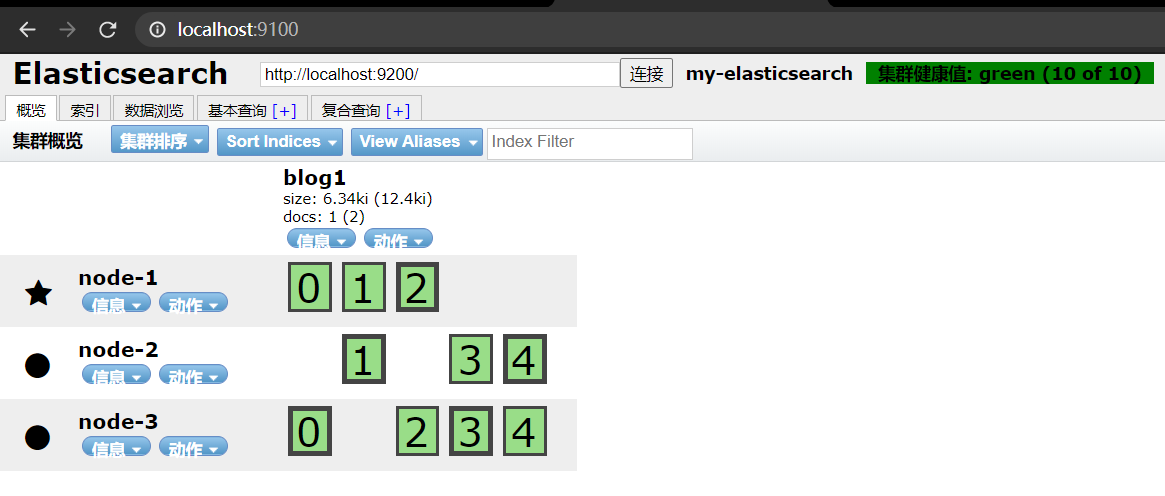 localhost:9100
Elasticsearch http://localhost:9200/ 连接 my-elasticsearch 集群健康值: green (10 of 10)
概览 索引 数据浏览 基本查询 [+] 复合查询 [+]
集群概览 集群排序 Sort Indices View Aliases Index Filter
blog1
size: 6.34ki (12.4ki)
docs: 1 (2)
信息 动作
node-1 0 1 2
信息 动作
node-2 1 3 4
信息 动作
node-3 0 2 3 4
信息 动作